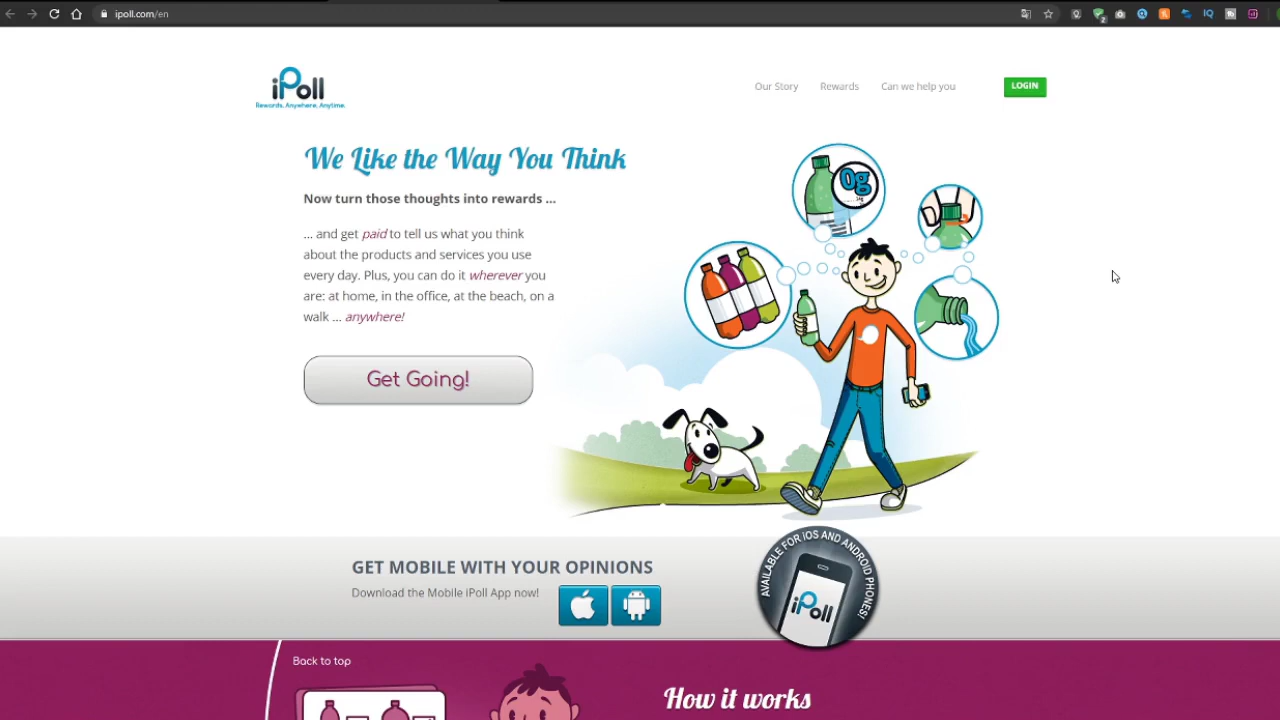 ipoll.com/en
iPoll
Rewards. Anywhere. Anytime.
Our Story
Rewards
Can we help you
LOGIN
We Like the Way You Think
Now turn those thoughts into rewards ...
... and get paid to tell us what you think
about the products and services you use
every day. Plus, you can do it wherever you
are: at home, in the office, at the beach, on a
walk ... anywhere!
Get Going!
0g
GET MOBILE WITH YOUR OPINIONS
Download the Mobile iPoll App now!
AVAILABLE FOR iOS AND ANDROID PHONES!
iPoll
Back to top
How it works